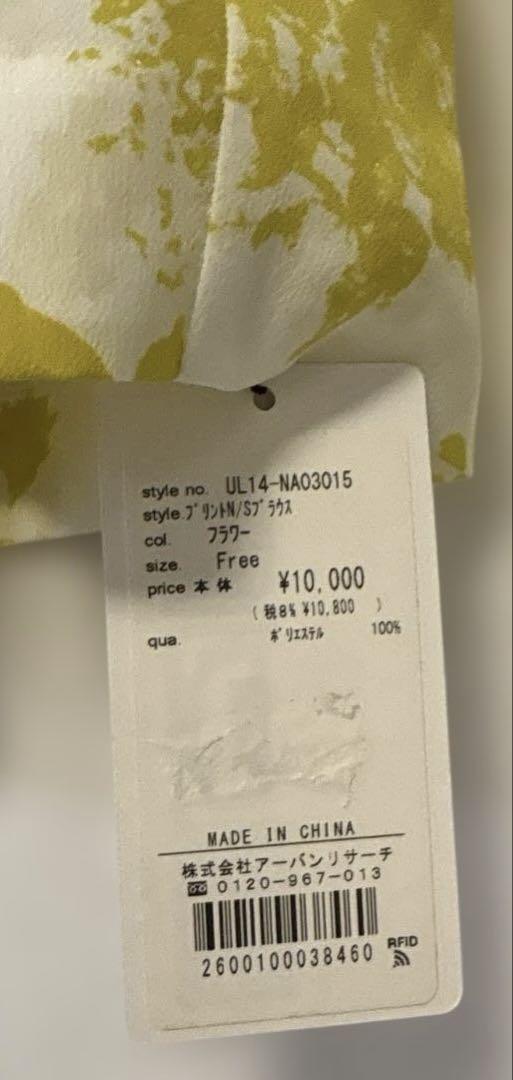 style no. UL14-NA03015
style.ﾌﾟﾘﾝﾄN/Sﾌﾞﾗｳｽ
col. フラワー
size. Free
price 本体 ¥10,000
(税8% ¥10,800 )
qua. ﾎﾟﾘｴｽﾃﾙ 100%
MADE IN CHINA
株式会社アーバンリサーチ
0120-967-013
RFID
2600100038460